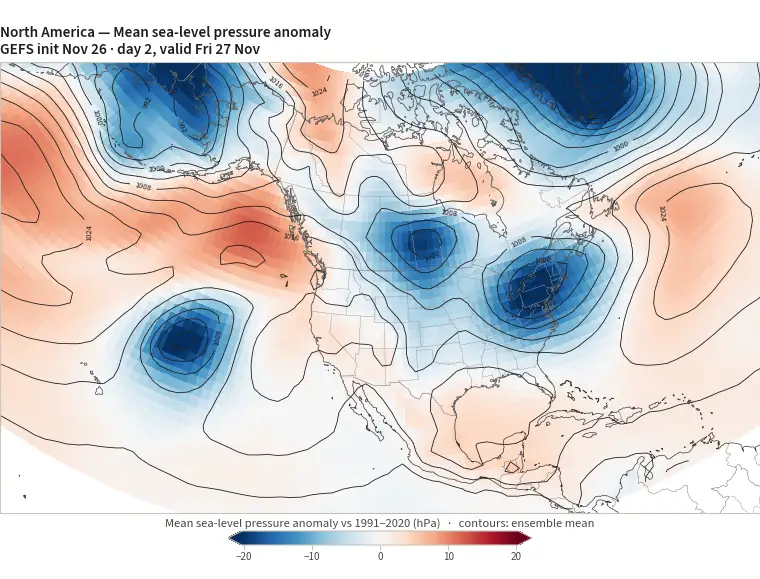 North America — Mean sea-level pressure anomaly
GEFS init Nov 26 · day 2, valid Fri 27 Nov
1016
1024
1000
1008
1008
1024
1008
1008
1024
1008
Mean sea-level pressure anomaly vs 1991–2020 (hPa) · contours: ensemble mean
−20 −10 0 10 20